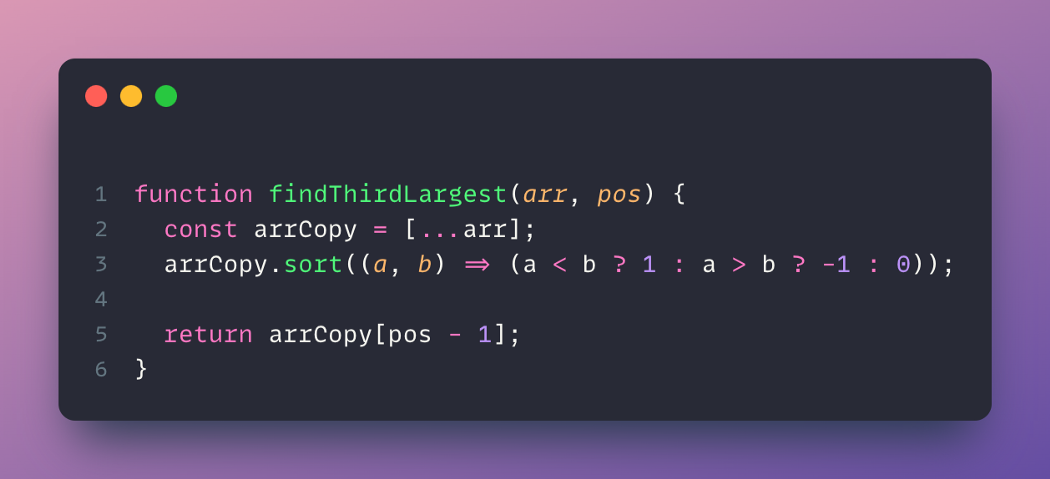 1 function findThirdLargest(arr, pos) {
2   const arrCopy = [...arr];
3   arrCopy.sort((a, b) => (a < b ? 1 : a > b ? -1 : 0));
4
5   return arrCopy[pos - 1];
6 }